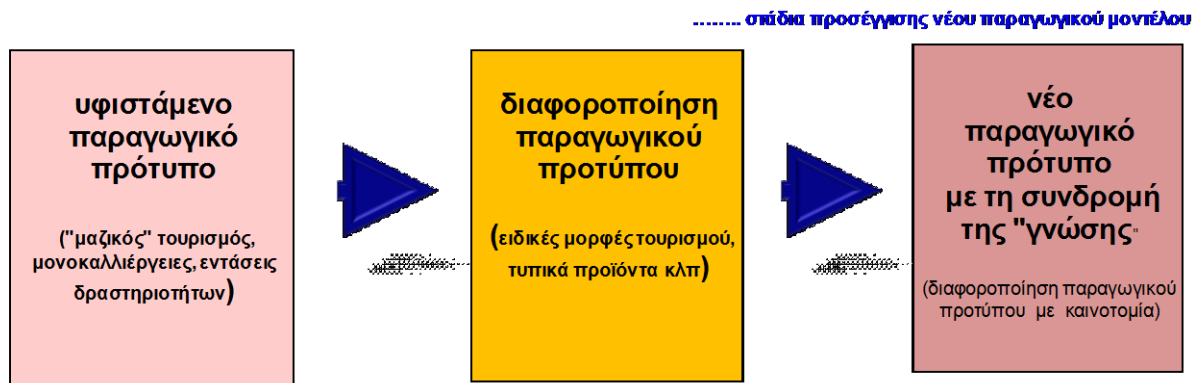 ........ στάδια προσέγγισης νέου παραγωγικού μοντέλου
υφιστάμενο
παραγωγικό
πρότυπο
("μαζικός" τουρισμός,
μονοκαλλιέργειες, εντάσεις
δραστηριοτήτων)
διαφοροποίηση
παραγωγικού
προτύπου
(ειδικές μορφές τουρισμού,
τυπικά προϊόντα κλπ)
νέο
παραγωγικό
πρότυπο
με τη συνδρομή
της "γνώσης"
(διαφοροποίηση παραγωγικού
προτύπου με καινοτομία)